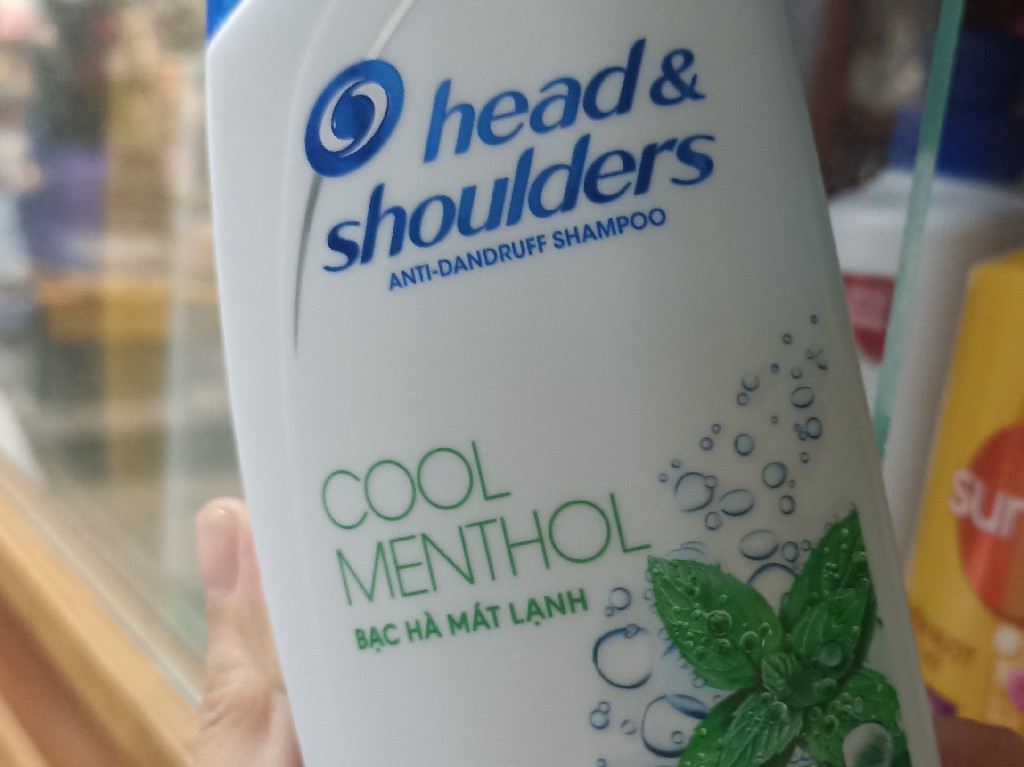 head &
shoulders
ANTI-DANDRUFF SHAMPOO
COOL
MENTHOL
BẠC HÀ MÁT LẠNH